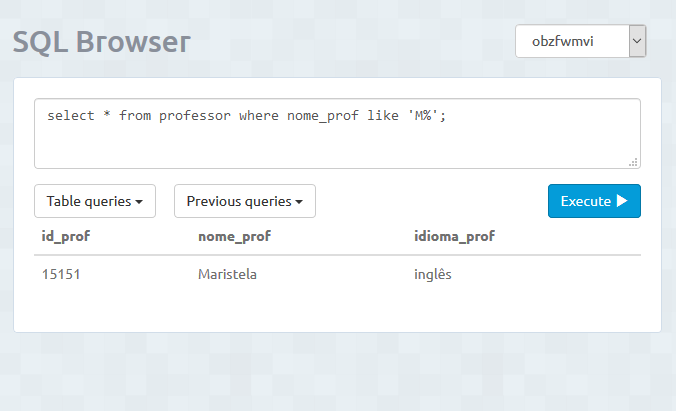 SQL Browser
obzfwmvi
select * from professor where nome_prof like 'M%';
Table queries
Previous queries
Execute
id_prof nome_prof idioma_prof
15151 Maristela inglês